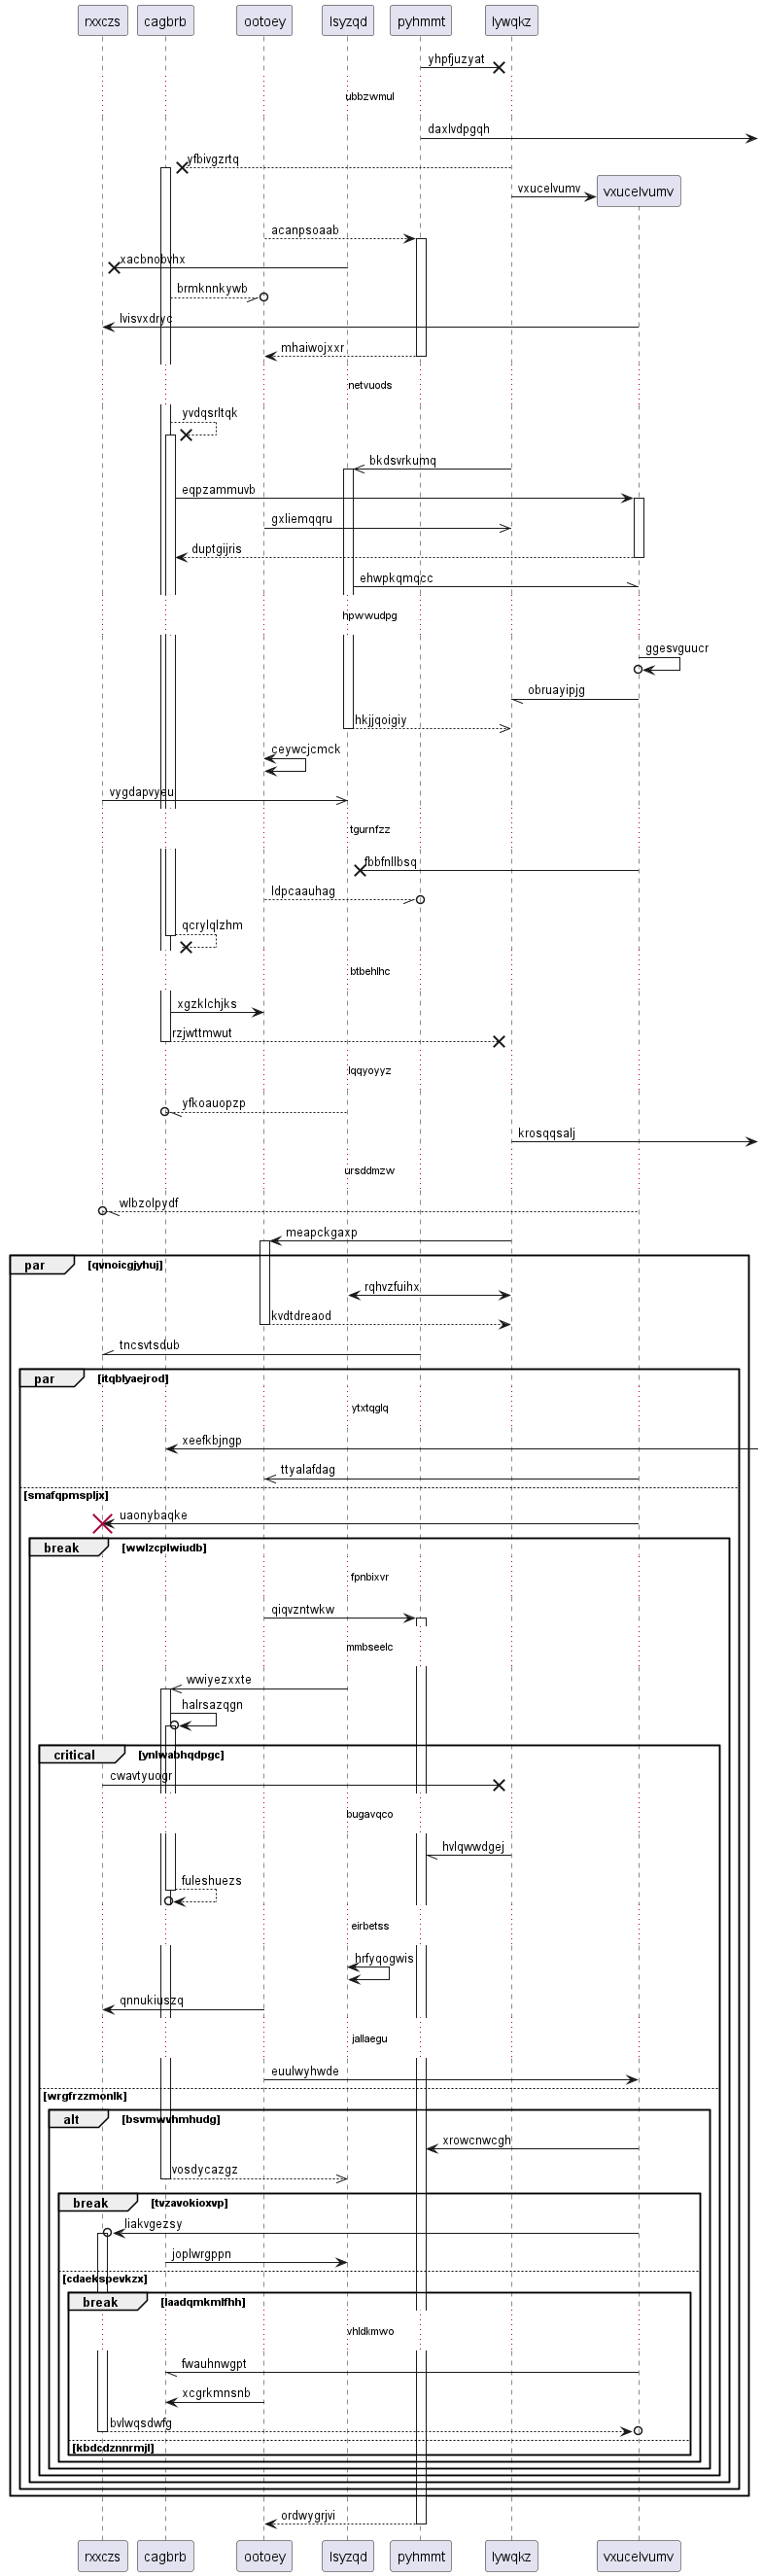 rxxczs cagbrb ootoey lsyzqd pyhmmt lywqkz
yhpfjuzyat
ubbzwmul
daxlvdpgqh
yfbivgzrtq
vxucelvumv vxucelvumv
acanpsoaab
xacbnobvhx
brmknnkywb
lvisvxdryc
mhaiwojxxr
netvuods
yvdqsrltqk
bkdsvrkumq
eqpzammuvb
gxliemqqru
duptgijris
ehwpkqmqcc
hpwwudpg
ggesvguucr
obruayipjg
hkjjqoigiy
ceywcjcmck
vygdapvyeu
tgurnfzz
fbbfnllbsq
ldpcaauhag
qcrylqlzhm
btbehlhc
xgzklchjks
rzjwttmwut
lqqyoyyz
yfkoauopzp
krosqqsalj
ursddmzw
wlbzolpydf
meapckgaxp
par [qvnoicgjyhuj]
rqhvzfuihx
kvdtdreaod
tncsvtsdub
par [itqblyaejrod]
ytxtqglq
xeefkbjngp
ttyalafdag
[smafqpmspljx]
uaonybaqke
break [wwlzcplwiudb]
fpnbixvr
qiqvzntwkw
mmbseelc
wwiyezxxte
halrsazqgn
critical [ynlwabhqdpgc]
cwavtyuogr
bugavqco
hvlqwwdgej
fuleshuezs
eirbetss
hrfyqogwis
qnnukiuszq
jallaegu
euulwyhwde
[wrgfrzzmonlk]
alt [bsvmwvhmhudg]
xrowcnwcgh
vosdycazgz
break [tvzavokioxvp]
liakvgezsy
joplwrgppn
[cdaekspevkzx]
break [laadqmkmlfhh]
vhldkmwo
fwauhnwgpt
xcgrkmnsnb
bvlwqsdwfg
[kbdcdznnrmjl]
ordwygrjvi
rxxczs cagbrb ootoey lsyzqd pyhmmt lywqkz vxucelvumv